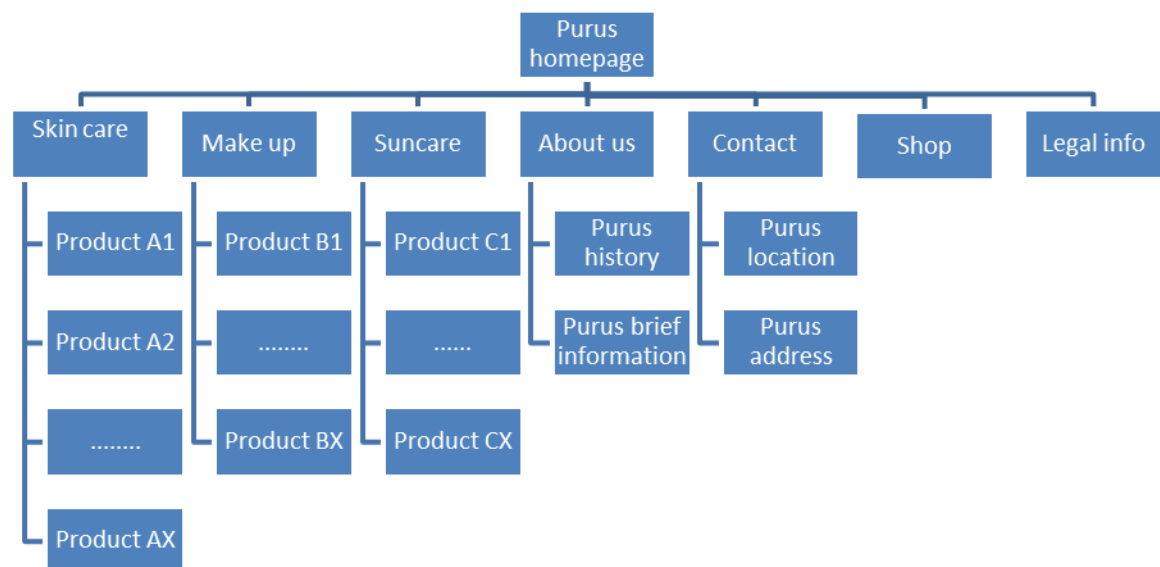 Purus
homepage
Skin care
Make up
Suncare
About us
Contact
Shop
Legal info
Product A1
Product B1
Product C1
Purus
history
Purus
location
Product A2
........
......
Purus brief
information
Purus
address
........
Product BX
Product CX
Product AX